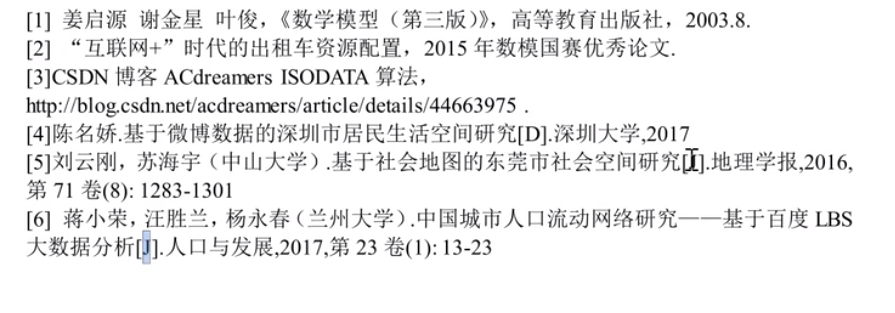 [1] 姜启源 谢金星 叶俊，《数学模型（第三版）》，高等教育出版社，2003.8.
[2] “互联网+”时代的出租车资源配置，2015 年数模国赛优秀论文.
[3]CSDN 博客 ACdreamers ISODATA 算法，
http://blog.csdn.net/acdreamers/article/details/44663975 .
[4]陈名娇.基于微博数据的深圳市居民生活空间研究[D].深圳大学,2017
[5]刘云刚，苏海宇（中山大学）.基于社会地图的东莞市社会空间研究[J].地理学报,2016,
第 71 卷(8): 1283-1301
[6] 蒋小荣，汪胜兰，杨永春（兰州大学）.中国城市人口流动网络研究——基于百度 LBS
大数据分析[J].人口与发展,2017,第 23 卷(1): 13-23